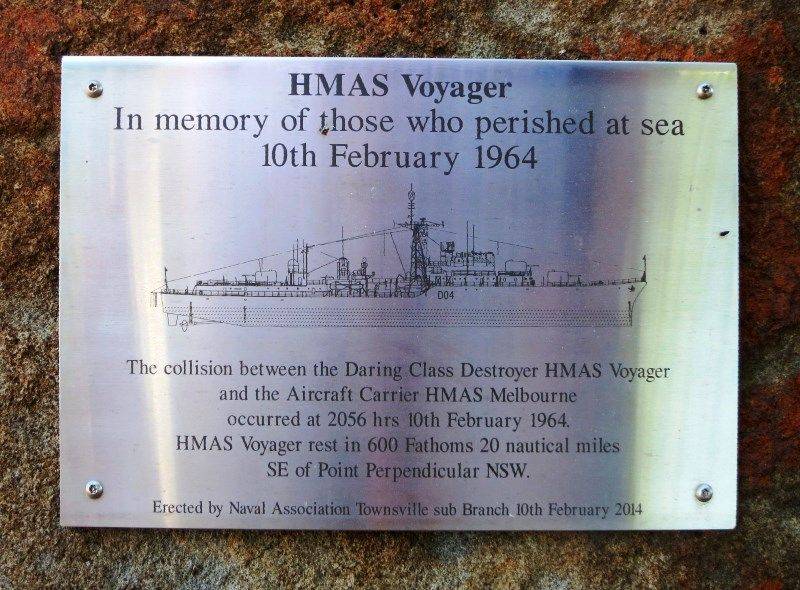 HMAS Voyager
In memory of those who perished at sea
10th February 1964
D04
The collision between the Daring Class Destroyer HMAS Voyager
and the Aircraft Carrier HMAS Melbourne
occurred at 2056 hrs 10th February 1964.
HMAS Voyager rest in 600 Fathoms 20 nautical miles
SE of Point Perpendicular NSW.
Erected by Naval Association Townsville sub Branch 10th February 2014